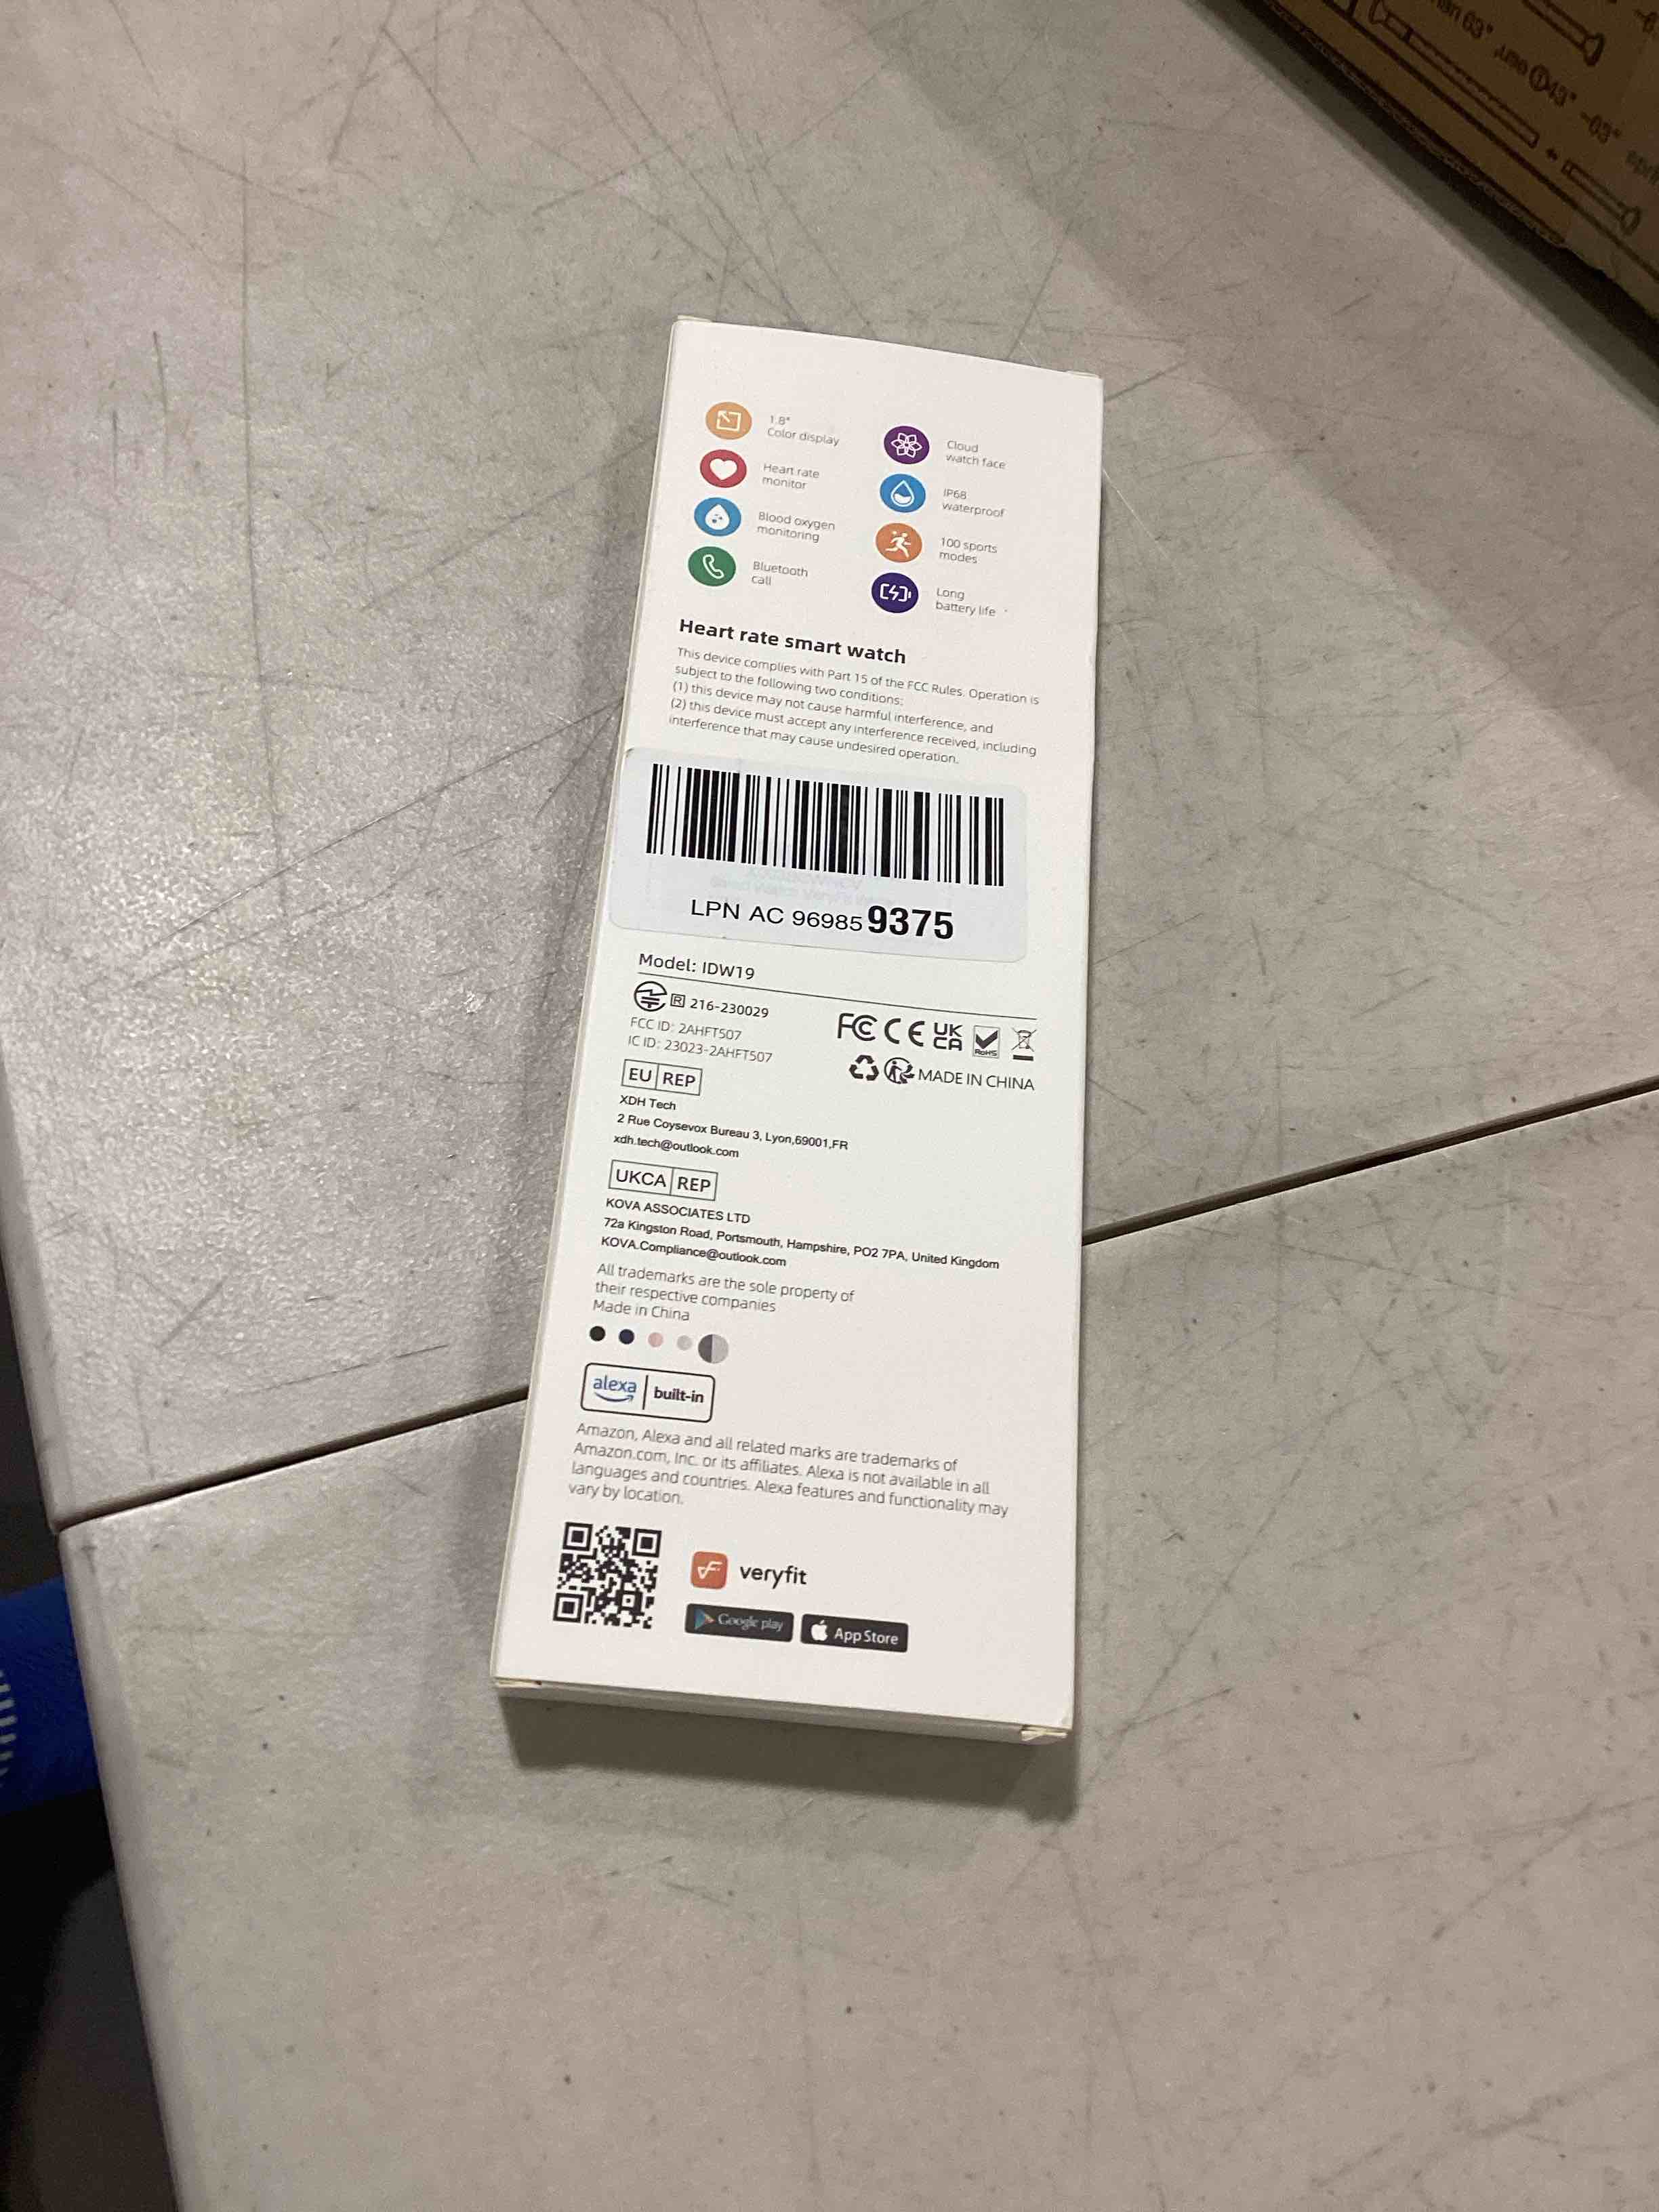 1.8"
Color display
Heart rate
monitor
Blood oxygen
monitoring
Bluetooth
call
Cloud
watch face
IP68
waterproof
100 sports
modes
Long
battery life
Heart rate smart watch
This device complies with Part 15 of the FCC Rules. Operation is
subject to the following two conditions:
(1) this device may not cause harmful interference, and
(2) this device must accept any interference received, including
interference that may cause undesired operation.
LPN AC 969859375
Model: IDW19
R 216-230029
FCC ID: 2AHFT507
IC ID: 23023-2AHFT507
FC CE UK CA RoHS
MADE IN CHINA
EU REP
XDH Tech
2 Rue Coysevox Bureau 3, Lyon,69001,FR
xdh.tech@outlook.com
UKCA REP
KOVA ASSOCIATES LTD
72a Kingston Road, Portsmouth, Hampshire, PO2 7PA, United Kingdom
KOVA.Compliance@outlook.com
All trademarks are the sole property of
their respective companies
Made in China
alexa built-in
Amazon, Alexa and all related marks are trademarks of
Amazon.com, Inc. or its affiliates. Alexa is not available in all
languages and countries. Alexa features and functionality may
vary by location.
veryfit
Google play App Store
63"
43" ~63"